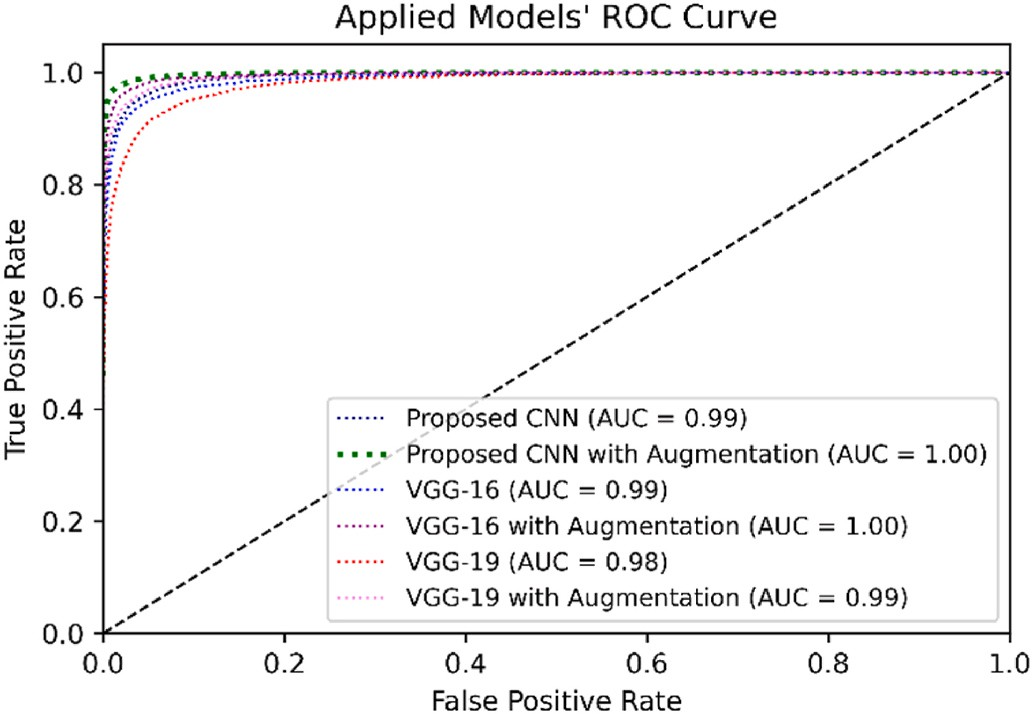 Applied Models' ROC Curve
1.0
0.8
0.6
0.4
0.2
0.0
True Positive Rate
Proposed CNN (AUC = 0.99)
Proposed CNN with Augmentation (AUC = 1.00)
VGG-16 (AUC = 0.99)
VGG-16 with Augmentation (AUC = 1.00)
VGG-19 (AUC = 0.98)
VGG-19 with Augmentation (AUC = 0.99)
0.0 0.2 0.4 0.6 0.8 1.0
False Positive Rate